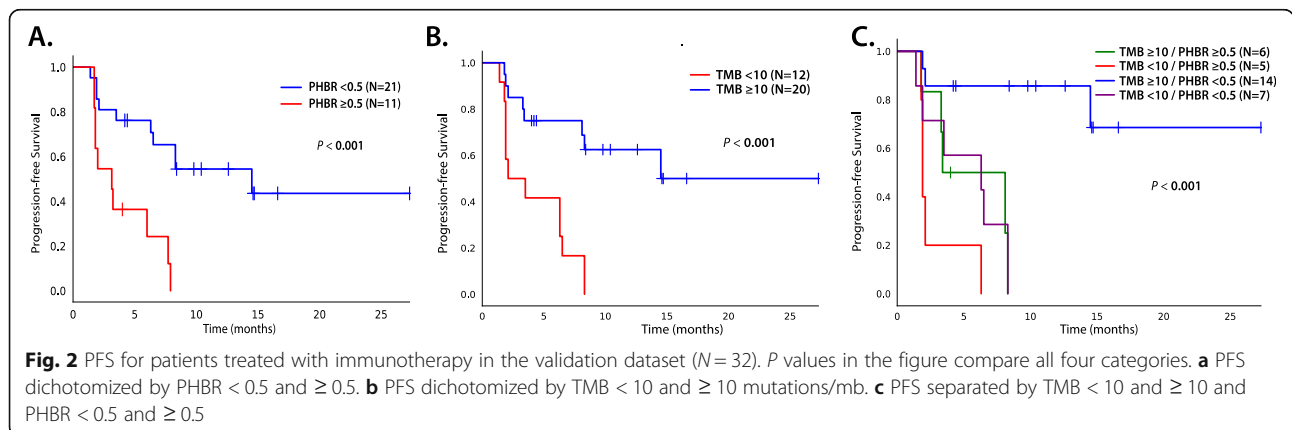 A.
PHBR <0.5 (N=21)
PHBR ≥0.5 (N=11)
P < 0.001
Progression-free Survival
1.0
0.8
0.6
0.4
0.2
0.0
0 5 10 15 20 25
Time (months)
B.
TMB <10 (N=12)
TMB ≥10 (N=20)
P < 0.001
Progression-free Survival
1.0
0.8
0.6
0.4
0.2
0.0
0 5 10 15 20 25
Time (months)
C.
TMB ≥10 / PHBR ≥0.5 (N=6)
TMB <10 / PHBR ≥0.5 (N=5)
TMB ≥10 / PHBR <0.5 (N=14)
TMB <10 / PHBR <0.5 (N=7)
P < 0.001
Progression-free Survival
1.0
0.8
0.6
0.4
0.2
0.0
0 5 10 15 20 25
Time (months)
Fig. 2 PFS for patients treated with immunotherapy in the validation dataset (N = 32). P values in the figure compare all four categories. a PFS
dichotomized by PHBR < 0.5 and ≥ 0.5. b PFS dichotomized by TMB < 10 and ≥ 10 mutations/mb. c PFS separated by TMB < 10 and ≥ 10 and
PHBR < 0.5 and ≥ 0.5